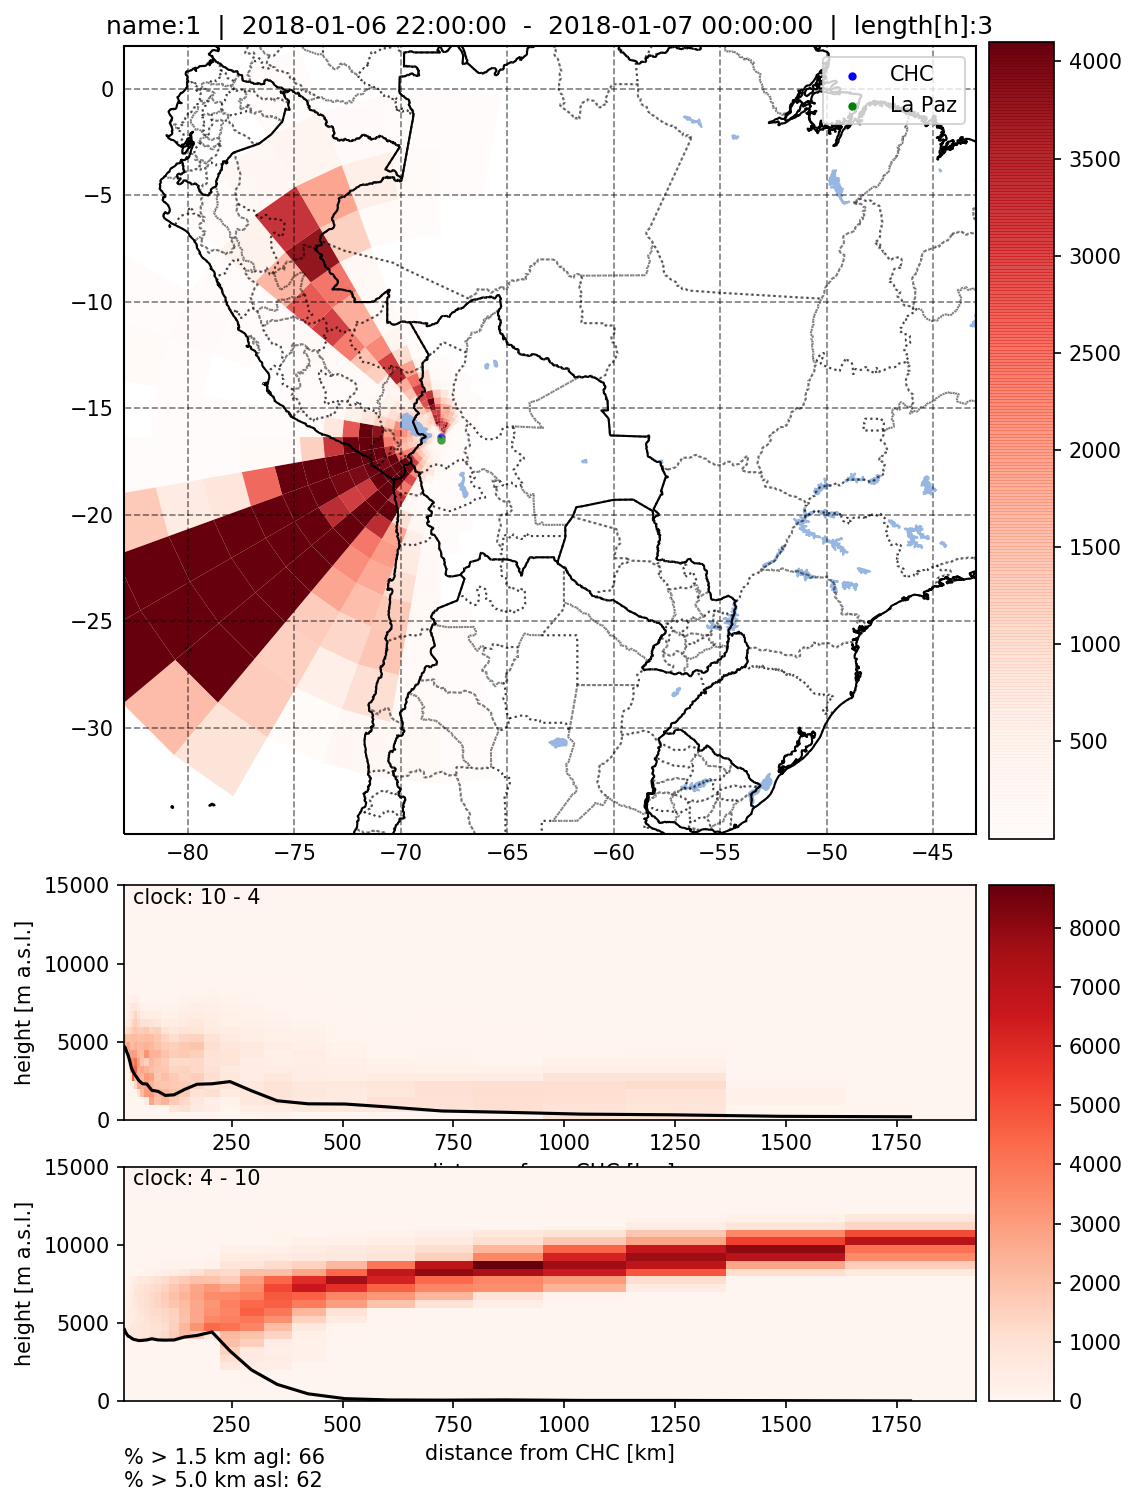 name:1 | 2018-01-06 22:00:00 - 2018-01-07 00:00:00 | length[h]:3
CHC
La Paz
0
−5
−10
−15
−20
−25
−30
−80 −75 −70 −65 −60 −55 −50 −45
4000
3500
3000
2500
2000
1500
1000
500
clock: 10 - 4
height [m a.s.l.]
15000
10000
5000
0
250 500 750 1000 1250 1500 1750
distance from CHC [km]
clock: 4 - 10
height [m a.s.l.]
15000
10000
5000
0
250 500 750 1000 1250 1500 1750
distance from CHC [km]
8000
7000
6000
5000
4000
3000
2000
1000
0
% > 1.5 km agl: 66
% > 5.0 km asl: 62